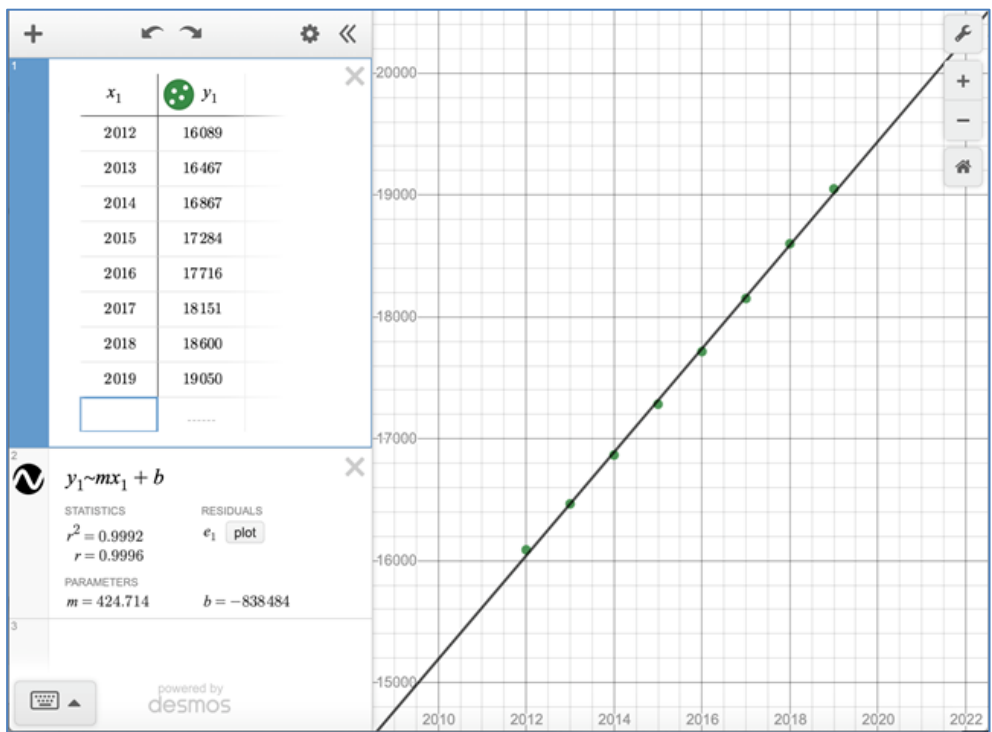 1
x₁ y₁
2012 16089
2013 16467
2014 16867
2015 17284
2016 17716
2017 18151
2018 18600
2019 19050
......
2
y₁~mx₁ + b
STATISTICS RESIDUALS
r² = 0.9992 e₁ plot
r = 0.9996
PARAMETERS
m = 424.714 b = −838484
3
powered by
desmos
20000
19000
18000
17000
16000
15000
2010 2012 2014 2016 2018 2020 2022